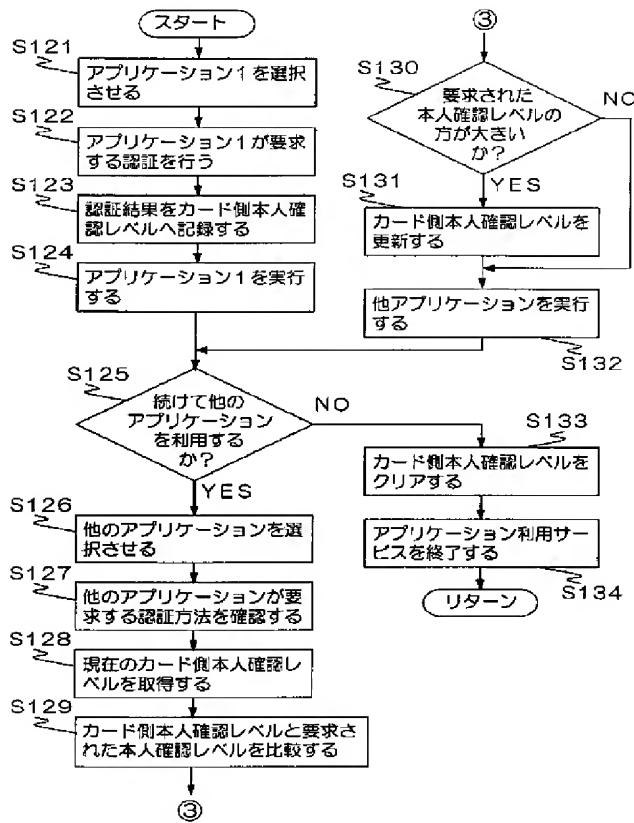 スタート
S121
アプリケーション1を選択
させる
S122
アプリケーション1が要求
する認証を行う
S123
認証結果をカード側本人確
認レベルへ記録する
S124
アプリケーション1を実行
する
S125
続けて他の
アプリケーション
を利用する
か?
NO
YES
S126
他のアプリケーションを選
択させる
S127
他のアプリケーションが要
求する認証方法を確認する
S128
現在のカード側本人確認レ
ベルを取得する
S129
カード側本人確認レベルと要求
された本人確認レベルを比較する
③
③
S130
要求された
本人確認レベルの
方が大きい
か?
NO
YES
S131
カード側本人確認レベルを
更新する
他アプリケーションを実行
する
S132
S133
カード側本人確認レベルを
クリアする
アプリケーション利用サー
ビスを終了する
S134
リターン